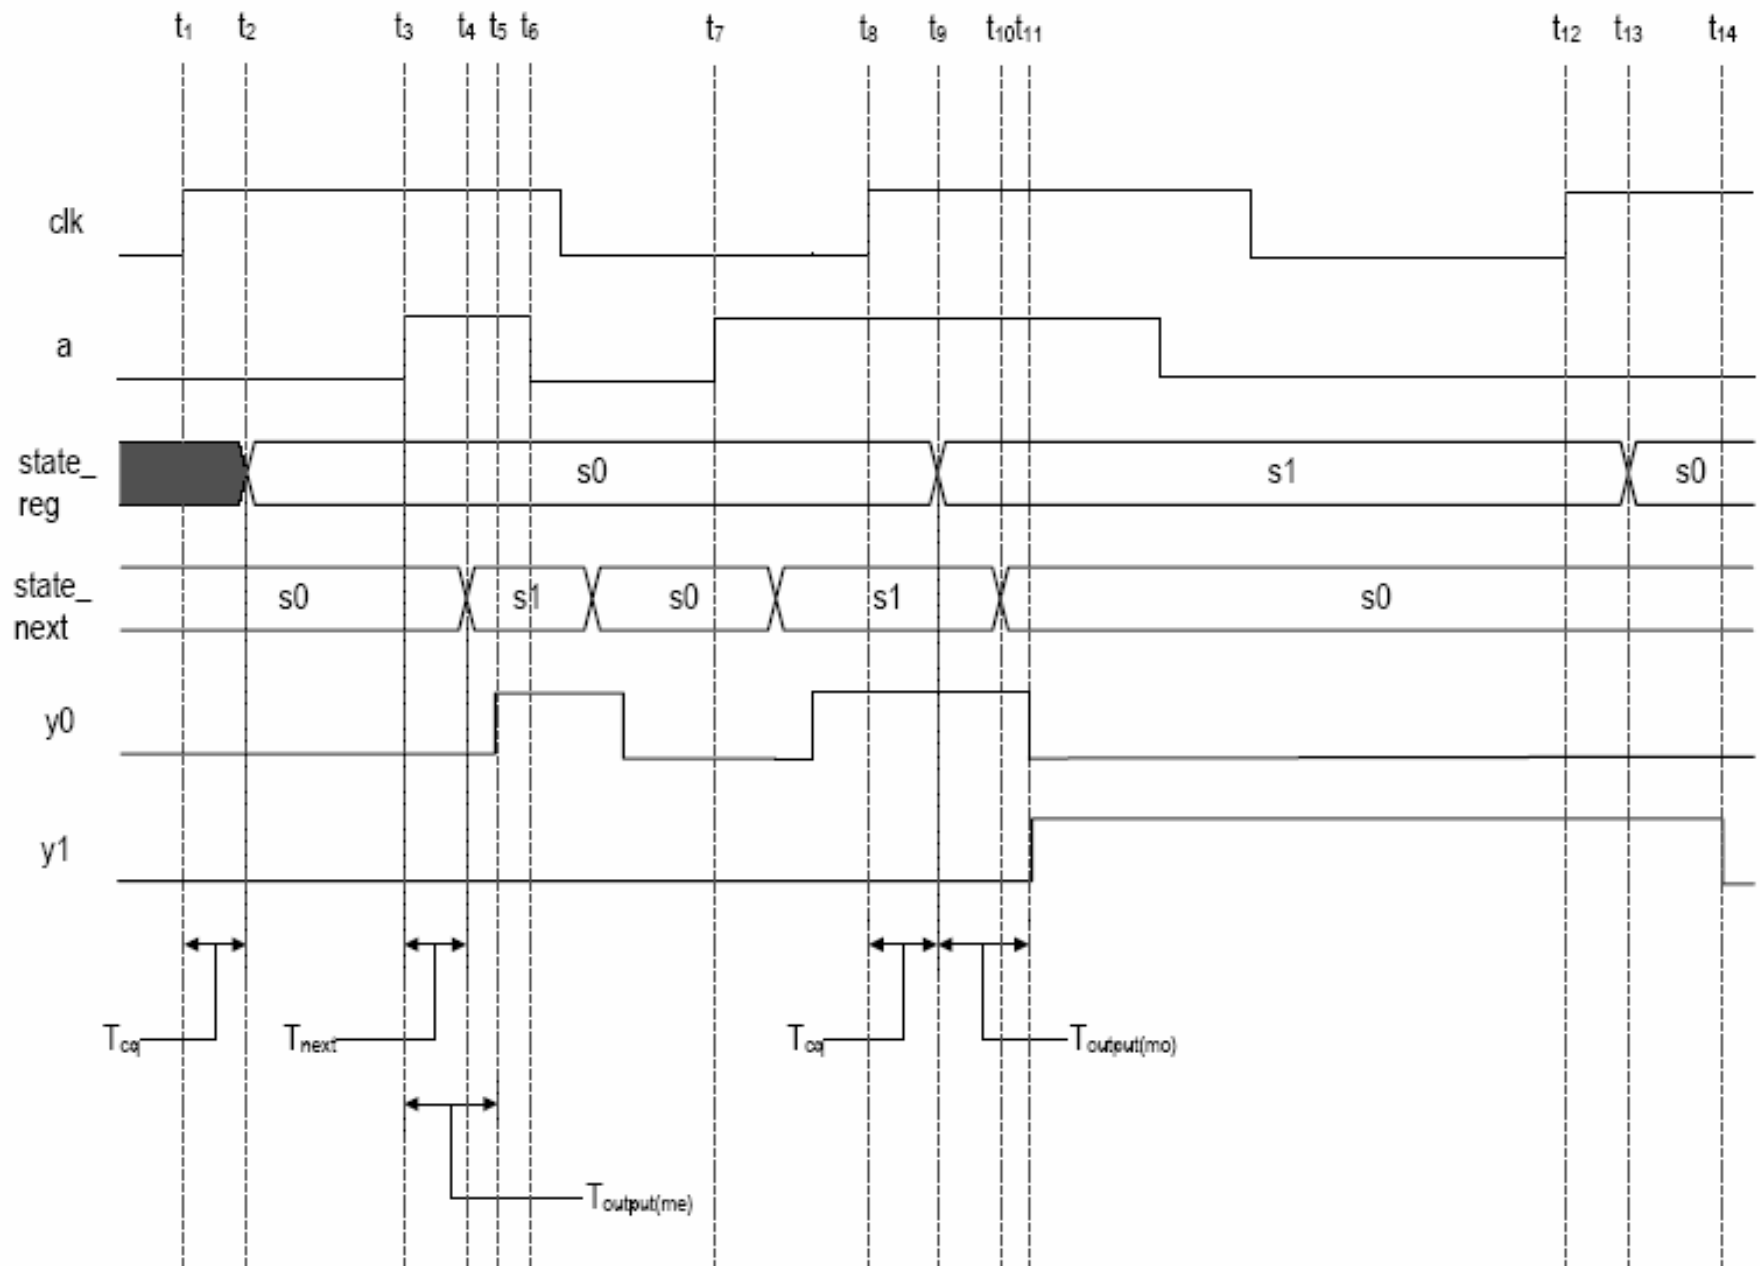 t1 t2 t3 t4 t5 t6 t7 t8 t9 t10 t11 t12 t13 t14
clk
a
state_
reg
s0 s1 s0
state_
next
s0 s1 s0 s1 s0
y0
y1
Tcq Tnext Tcq Toutput(mo)
Toutput(me)